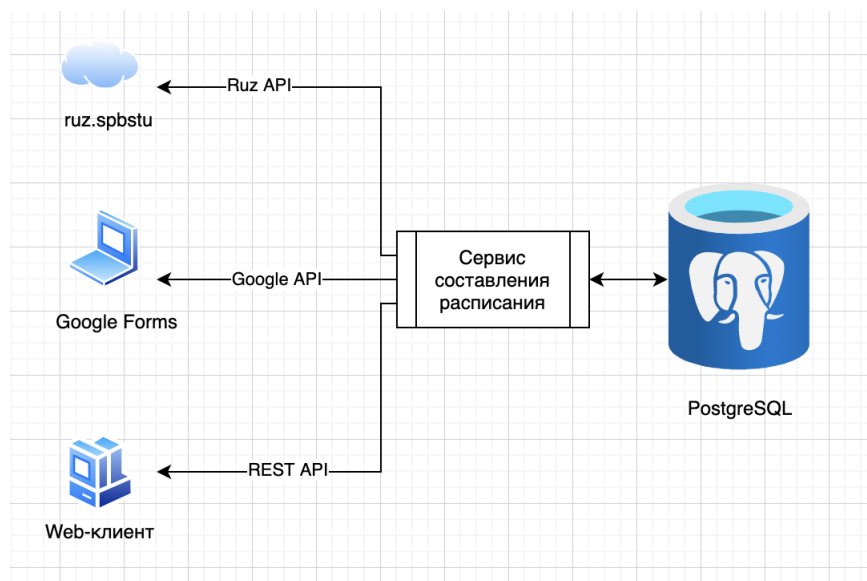 Ruz API
ruz.spbstu
Google API
Google Forms
REST API
Web-клиент
Сервис
составления
расписания
PostgreSQL